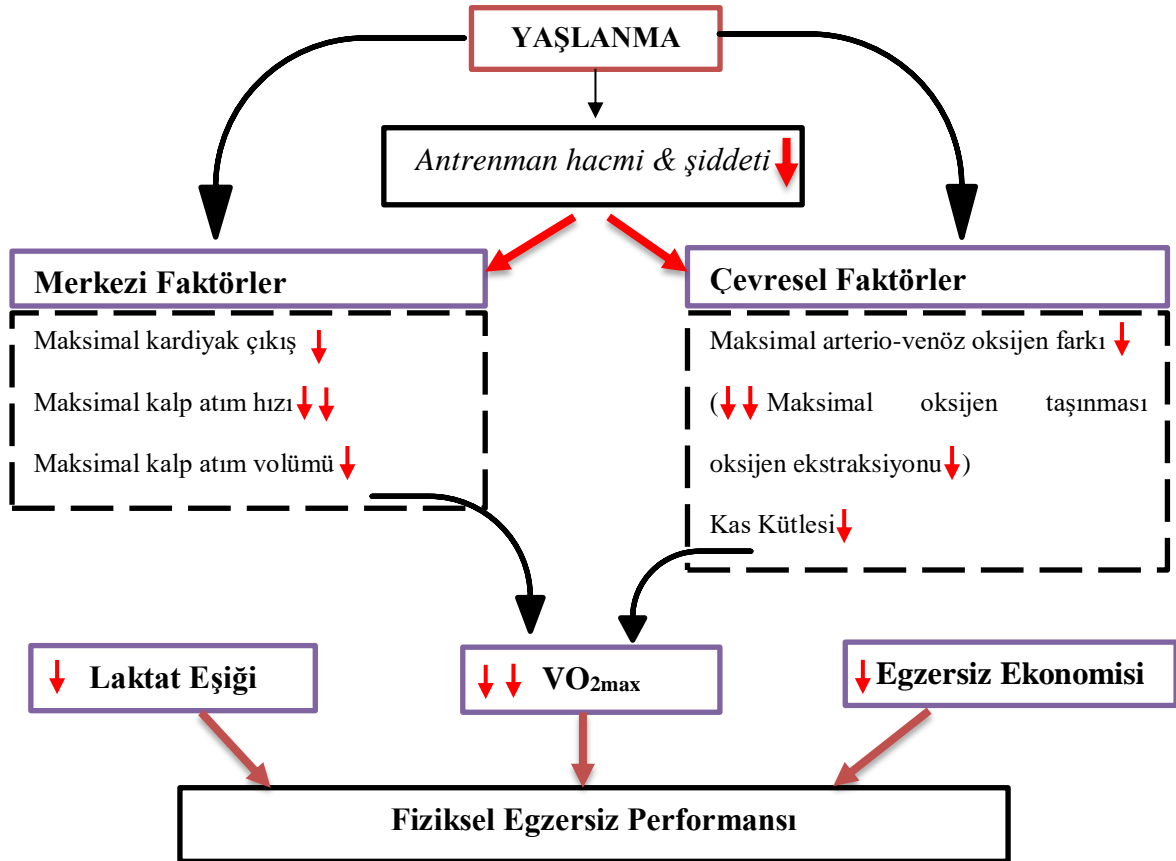 YAŞLANMA
Antrenman hacmi & şiddeti
Merkezi Faktörler
Maksimal kardiyak çıkış
Maksimal kalp atım hızı
Maksimal kalp atım volümü
Çevresel Faktörler
Maksimal arterio-venöz oksijen farkı
( Maksimal oksijen taşınması
oksijen ekstraksiyonu )
Kas Kütlesi
Laktat Eşiği
VO₂max
Egzersiz Ekonomisi
Fiziksel Egzersiz Performansı